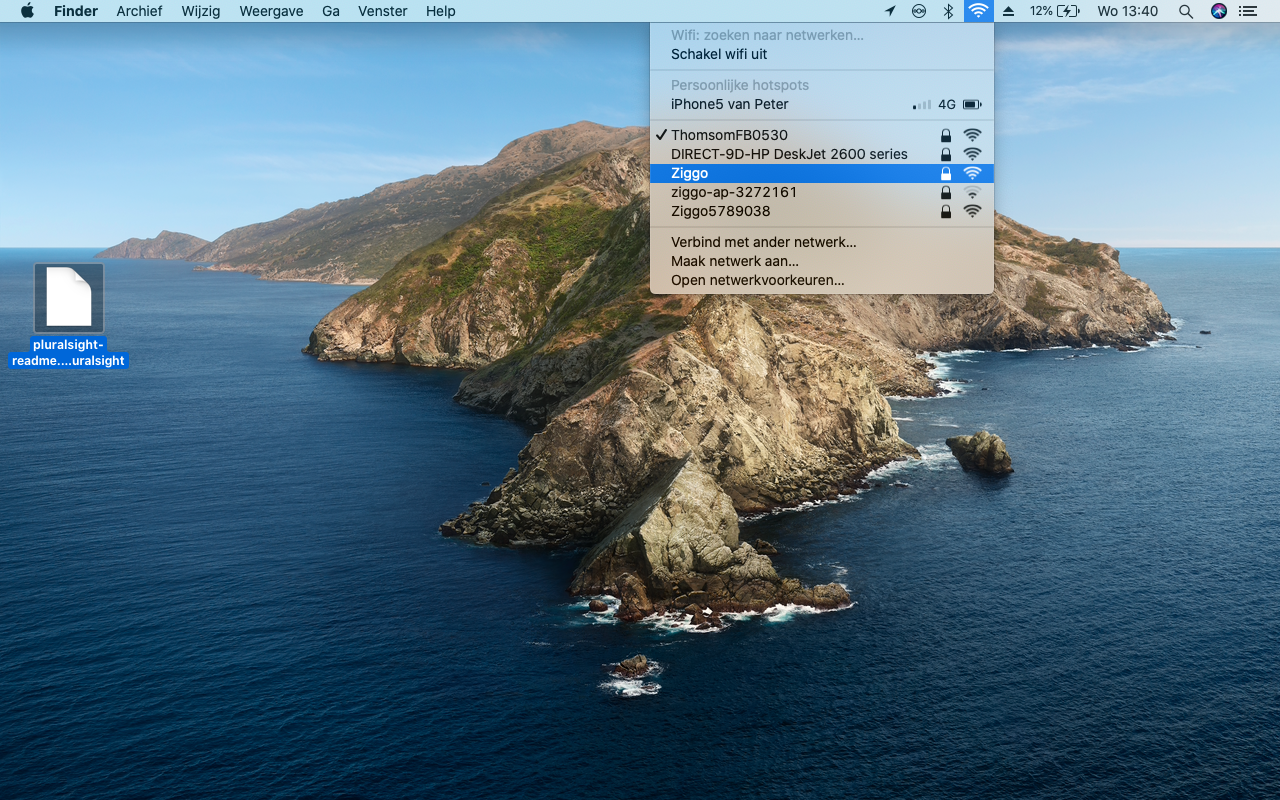 Finder Archief Wijzig Weergave Ga Venster Help 12% Wo 13:40
Wifi: zoeken naar netwerken...
Schakel wifi uit
Persoonlijke hotspots
iPhone5 van Peter 4G
ThomsomFB0530
DIRECT-9D-HP DeskJet 2600 series
Ziggo
ziggo-ap-3272161
Ziggo5789038
Verbind met ander netwerk...
Maak netwerk aan...
Open netwerkvoorkeuren...
pluralsight-
readme....uralsight